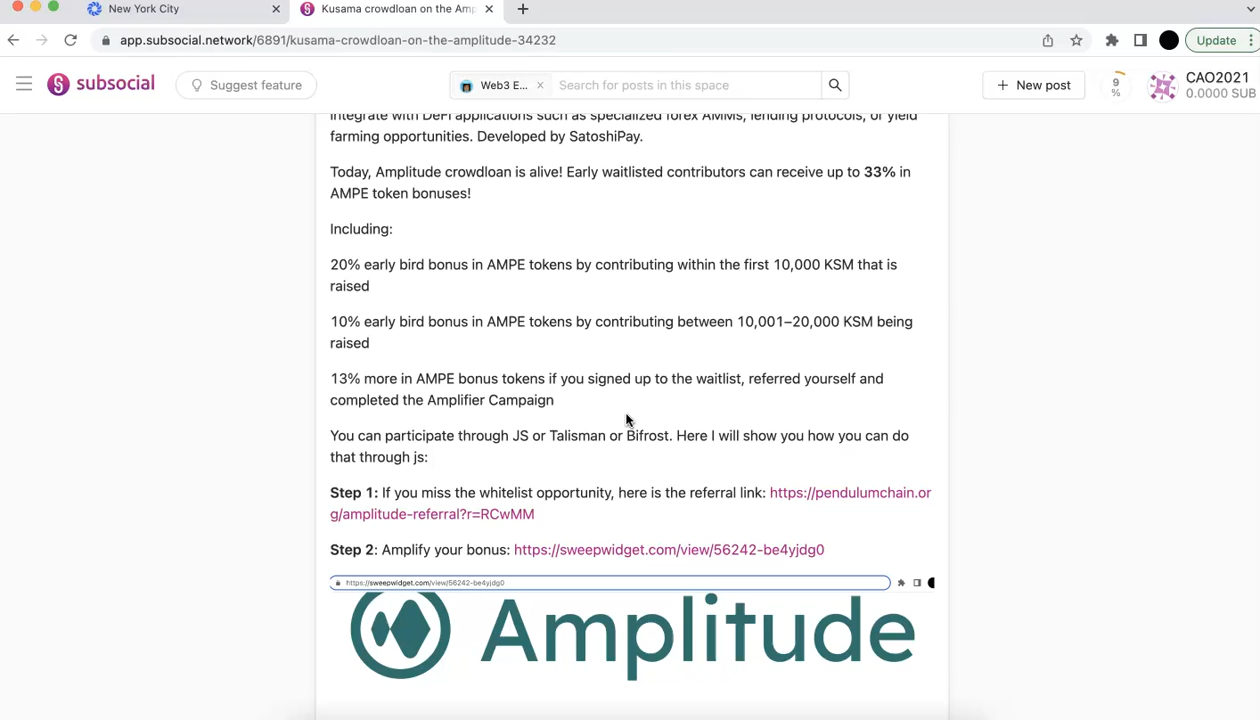 New York City
Kusama crowdloan on the Amp
app.subsocial.network/6891/kusama-crowdloan-on-the-amplitude-34232
Update
subsocial
Suggest feature
Web3 E...
Search for posts in this space
New post
9
%
CAO2021
0.0000 SUB
integrate with DeFi applications such as specialized forex AMMs, lending protocols, or yield
farming opportunities. Developed by SatoshiPay.
Today, Amplitude crowdloan is alive! Early waitlisted contributors can receive up to 33% in
AMPE token bonuses!
Including:
20% early bird bonus in AMPE tokens by contributing within the first 10,000 KSM that is
raised
10% early bird bonus in AMPE tokens by contributing between 10,001–20,000 KSM being
raised
13% more in AMPE bonus tokens if you signed up to the waitlist, referred yourself and
completed the Amplifier Campaign
You can participate through JS or Talisman or Bifrost. Here I will show you how you can do
that through js:
Step 1: If you miss the whitelist opportunity, here is the referral link: https://pendulumchain.or
g/amplitude-referral?r=RCwMM
Step 2: Amplify your bonus: https://sweepwidget.com/view/56242-be4yjdg0
https://sweepwidget.com/view/56242-be4yjdg0
Amplitude